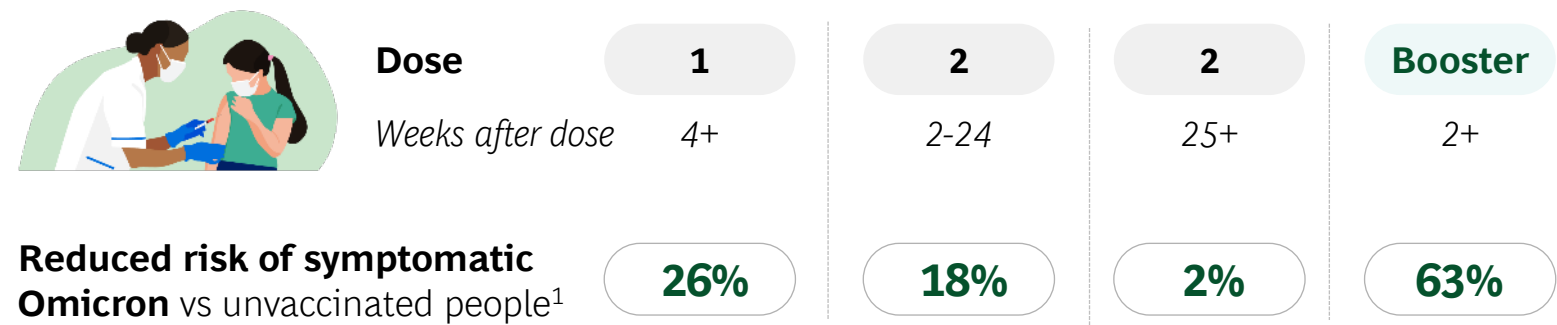 Dose 1 2 2 Booster
Weeks after dose 4+ 2-24 25+ 2+
Reduced risk of symptomatic
Omicron vs unvaccinated people1
26% 18% 2% 63%